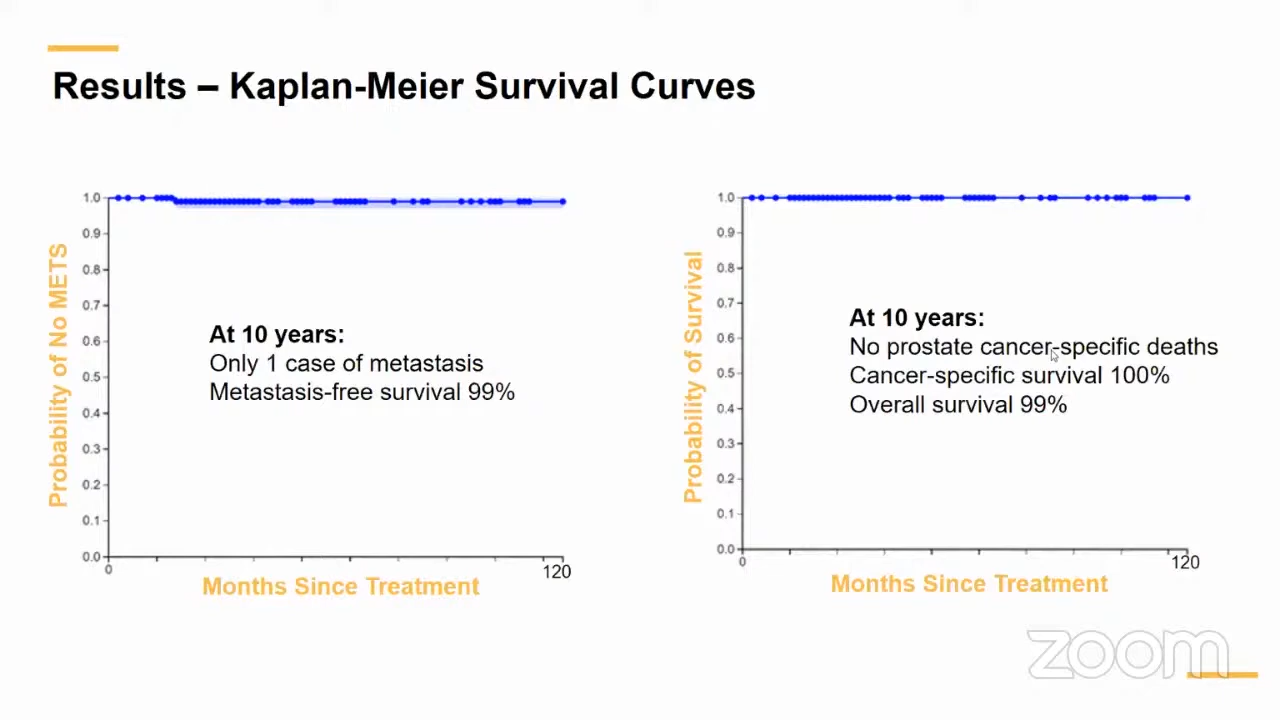 Results – Kaplan-Meier Survival Curves
Probability of No METS
1.0
0.9
0.8
0.7
0.6
0.5
0.4
0.3
0.2
0.1
0.0
At 10 years:
Only 1 case of metastasis
Metastasis-free survival 99%
0
120
Months Since Treatment
Probability of Survival
1.0
0.9
0.8
0.7
0.6
0.5
0.4
0.3
0.2
0.1
0.0
At 10 years:
No prostate cancer-specific deaths
Cancer-specific survival 100%
Overall survival 99%
0
120
Months Since Treatment
zoom